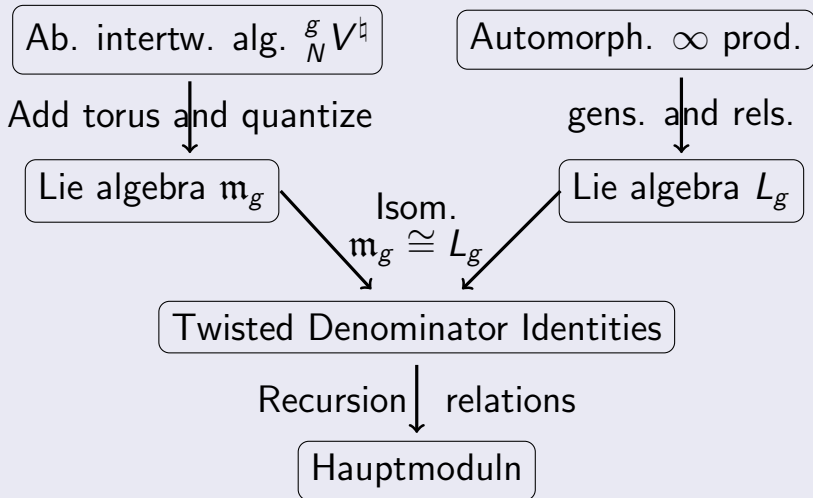 Ab. intertw. alg. $^g_N V^\natural$
Automorph. ∞ prod.
Add torus and quantize
gens. and rels.
Lie algebra $\mathfrak{m}_g$
Lie algebra $L_g$
Isom.
$\mathfrak{m}_g \cong L_g$
Twisted Denominator Identities
Recursion relations
Hauptmoduln